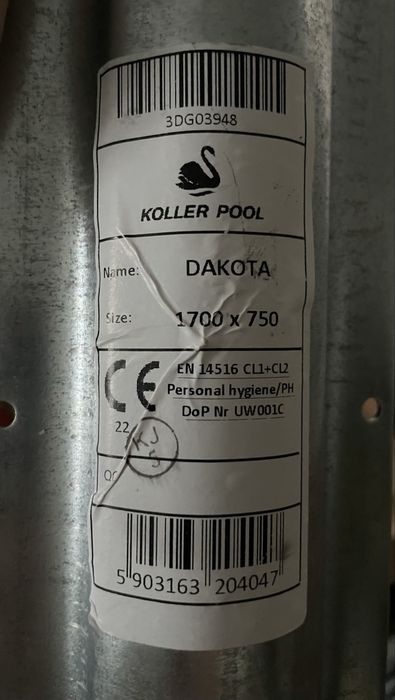 3DG03948
KOLLER POOL
Name: DAKOTA
Size: 1700 x 750
CE EN 14516 CL1+CL2
Personal hygiene/PH
DoP Nr UW001C
22
5 903163 204047